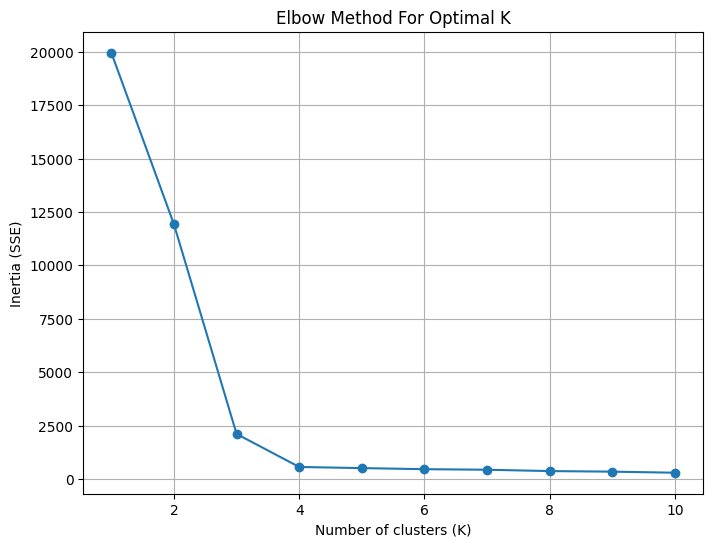 Elbow Method For Optimal K
20000
17500
15000
12500
10000
7500
5000
2500
0
Inertia (SSE)
2 4 6 8 10
Number of clusters (K)